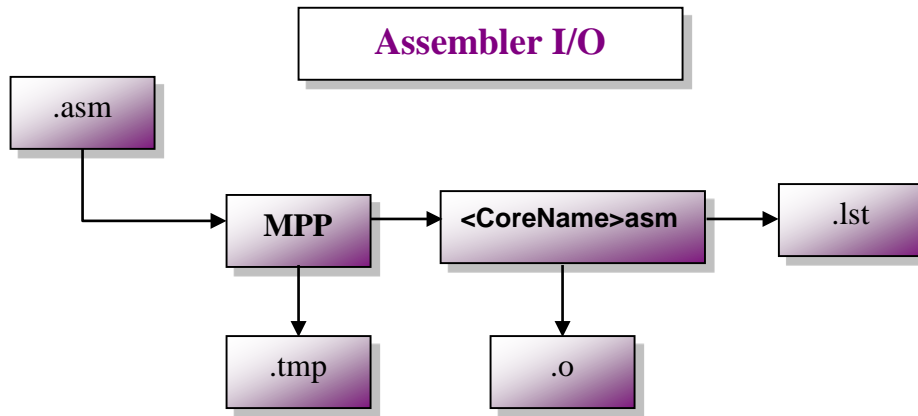 Assembler I/O
.asm
MPP
<CoreName>asm
.lst
.tmp
.o